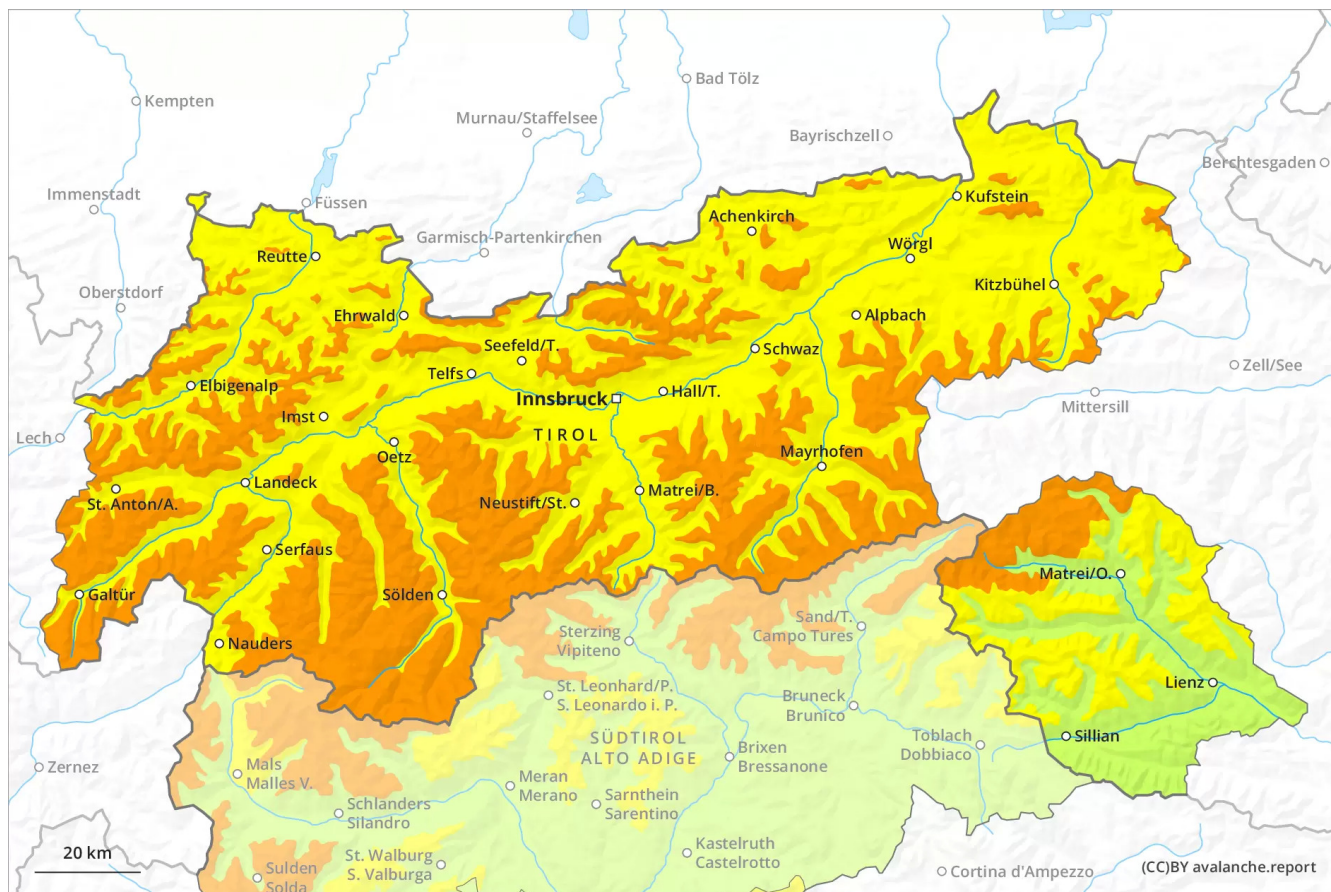 Kempten
Bad Tölz
Murnau/Staffelsee
Bayrischzell
Berchtesgaden
Immenstadt
Füssen
Kufstein
Achenkirch
Garmisch-Partenkirchen
Wörgl
Reutte
Kitzbühel
Oberstdorf
Ehrwald
Alpbach
Seefeld/T.
Schwaz
Zell/See
Telfs
Elbigenalp
Hall/T.
Innsbruck
Mittersill
Imst
Lech
TIROL
Oetz
Mayrhofen
Landeck
St. Anton/A.
Neustift/St.
Matrei/B.
Serfaus
Matrei/O.
Galtür
Sölden
Sand/T.
Campo Tures
Sterzing
Vipiteno
Nauders
Lienz
St. Leonhard/P.
S. Leonardo i. P.
Bruneck
Brunico
SÜDTIROL
ALTO ADIGE
Sillian
Toblach
Dobbiaco
Brixen
Bressanone
Zernez
Mals
Malles V.
Meran
Merano
Sarnthein
Sarentino
Schlanders
Silandro
Kastelruth
Castelrotto
20 km
St. Walburg
S. Valburga
Sulden
Solda
Cortina d'Ampezzo
(CC)BY avalanche.report